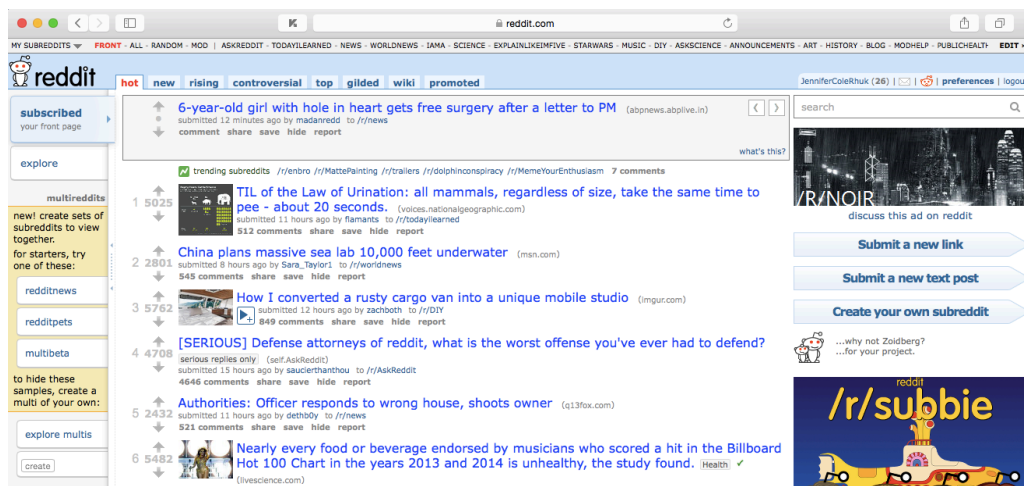 reddit.com
MY SUBREDDITS FRONT - ALL - RANDOM - MOD | ASKREDDIT - TODAYILEARNED - NEWS - WORLDNEWS - IAMA - SCIENCE - EXPLAINLIKEIMFIVE - STARWARS - MUSIC - DIY - ASKSCIENCE - ANNOUNCEMENTS - ART - HISTORY - BLOG - MODHELP - PUBLICHEALTH EDIT
reddit hot new rising controversial top gilded wiki promoted
JenniferColeRhuk (26) | | | preferences | logou
subscribed
your front page
explore
multireddits
new! create sets of
subreddits to view
together.
for starters, try
one of these:
redditnews
redditpets
multibeta
to hide these
samples, create a
multi of your own:
explore multis
create
6-year-old girl with hole in heart gets free surgery after a letter to PM (abpnews.abplive.in)
submitted 12 minutes ago by madanredd to /r/news
comment share save hide report
what's this?
trending subreddits /r/enbro /r/MattePainting /r/trailers /r/dolphinconspiracy /r/MemeYourEnthusiasm 7 comments
1 5025
TIL of the Law of Urination: all mammals, regardless of size, take the same time to
pee - about 20 seconds. (voices.nationalgeographic.com)
submitted 11 hours ago by flamants to /r/todayilearned
512 comments share save hide report
2 2801
China plans massive sea lab 10,000 feet underwater (msn.com)
submitted 8 hours ago by Sara_Taylor1 to /r/worldnews
545 comments share save hide report
3 5762
How I converted a rusty cargo van into a unique mobile studio (imgur.com)
submitted 12 hours ago by zachboth to /r/DIY
849 comments share save hide report
4 4708
[SERIOUS] Defense attorneys of reddit, what is the worst offense you've ever had to defend?
serious replies only (self.AskReddit)
submitted 15 hours ago by saucierthanthou to /r/AskReddit
4646 comments share save hide report
5 2432
Authorities: Officer responds to wrong house, shoots owner (q13fox.com)
submitted 11 hours ago by dethb0y to /r/news
521 comments share save hide report
6 5482
Nearly every food or beverage endorsed by musicians who scored a hit in the Billboard
Hot 100 Chart in the years 2013 and 2014 is unhealthy, the study found. Health
(livescience.com)
search
/R/NOIR
discuss this ad on reddit
Submit a new link
Submit a new text post
Create your own subreddit
...why not Zoidberg?
...for your project.
reddit
/r/subbie